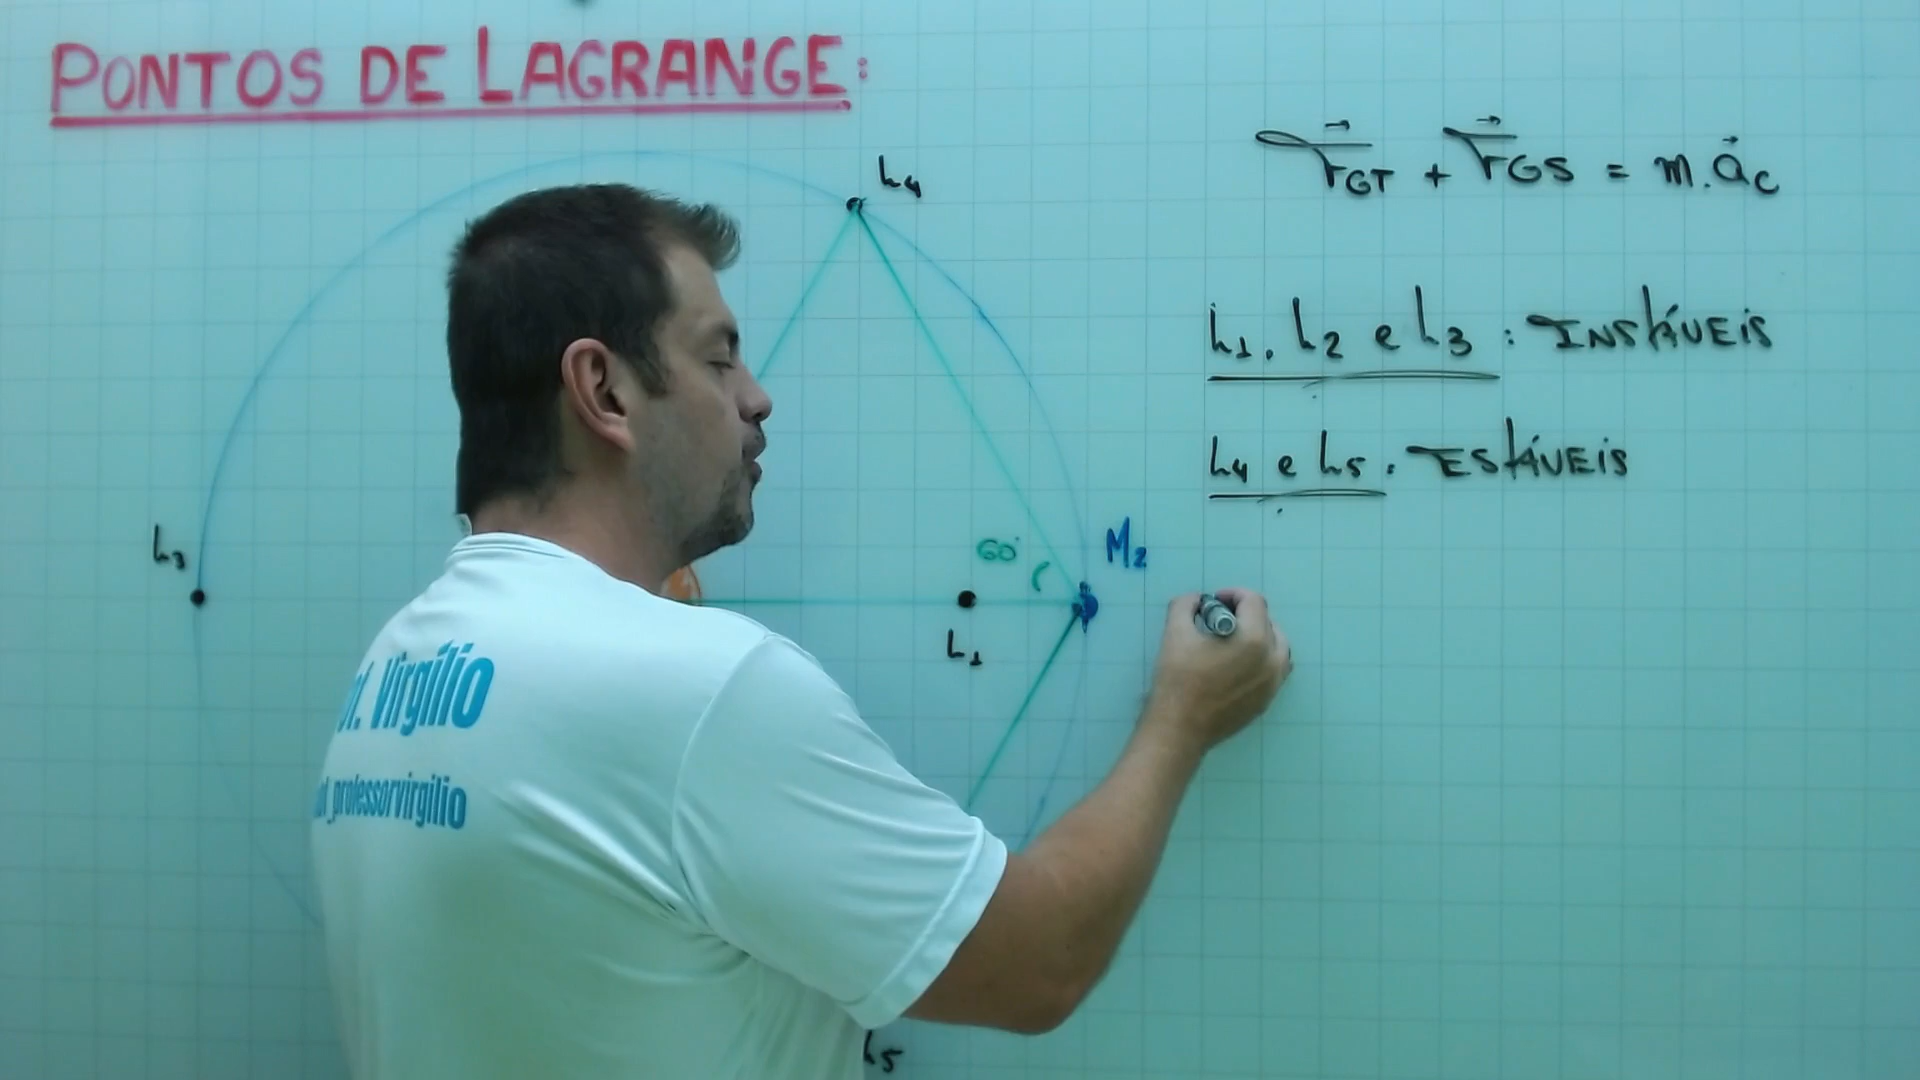 PONTOS DE LAGRANGE:
L4
F⃗GT + F⃗GS = m.a⃗C
L1, L2 e L3: INSTÁVEIS
L4 e L5: ESTÁVEIS
L3
60°
M2
L1
Virgílio
professorvirgilio
L5